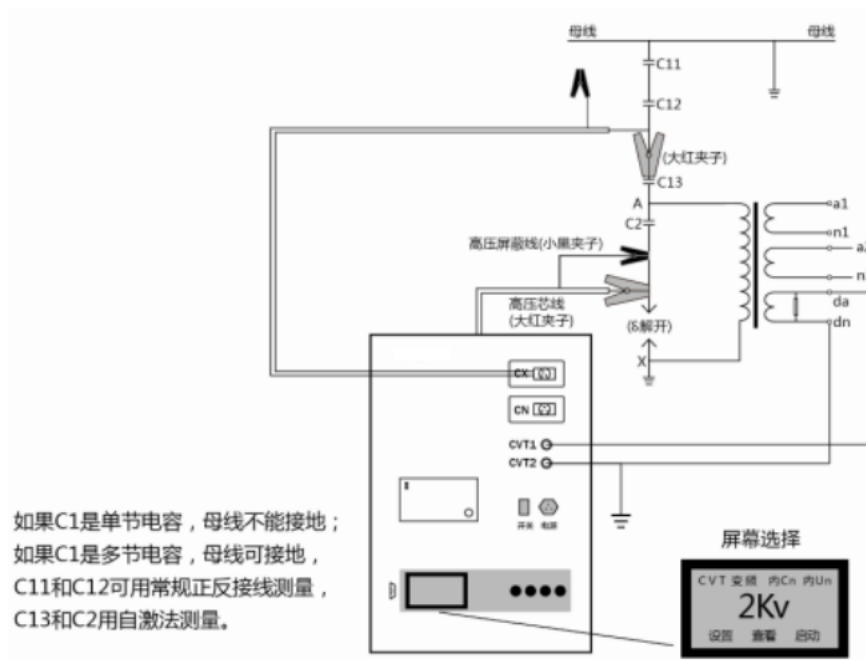 母线 母线
C11
C12
(大红夹子)
C13
A
C2
a1
n1
高压屏蔽线(小黑夹子)
a2
n
da
高压芯线
(大红夹子)
(δ解开)
dn
X
CX
CN
CVT1
CVT2
开关 电源
如果C1是单节电容，母线不能接地；
如果C1是多节电容，母线可接地，
C11和C12可用常规正反接线测量，
C13和C2用自激法测量。
屏幕选择
CVT 变频 内Cn 内Un
2Kv
设置 查看 启动